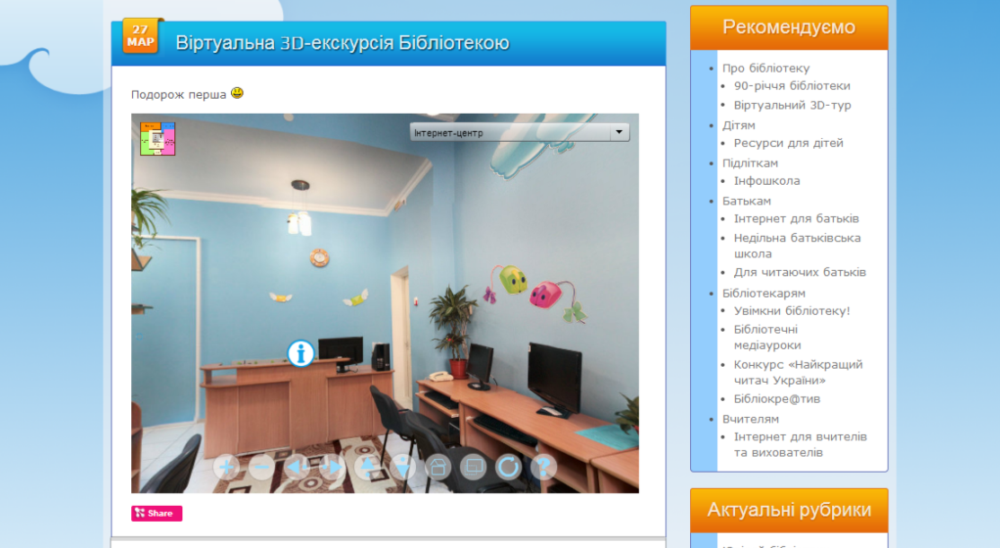 27
МАР
Віртуальна 3D-екскурсія Бібліотекою
Подорож перша
Інтернет-центр
Share
Рекомендуємо
Про бібліотеку
90-річчя бібліотеки
Віртуальний 3D-тур
Дітям
Ресурси для дітей
Підліткам
Інфошкола
Батькам
Інтернет для батьків
Недільна батьківська
школа
Для читаючих батьків
Бібліотекарям
Увімкни бібліотеку!
Бібліотечні
медіауроки
Конкурс «Найкращий
читач України»
Бібліокре@тив
Вчителям
Інтернет для вчителів
та вихователів
Актуальні рубрики